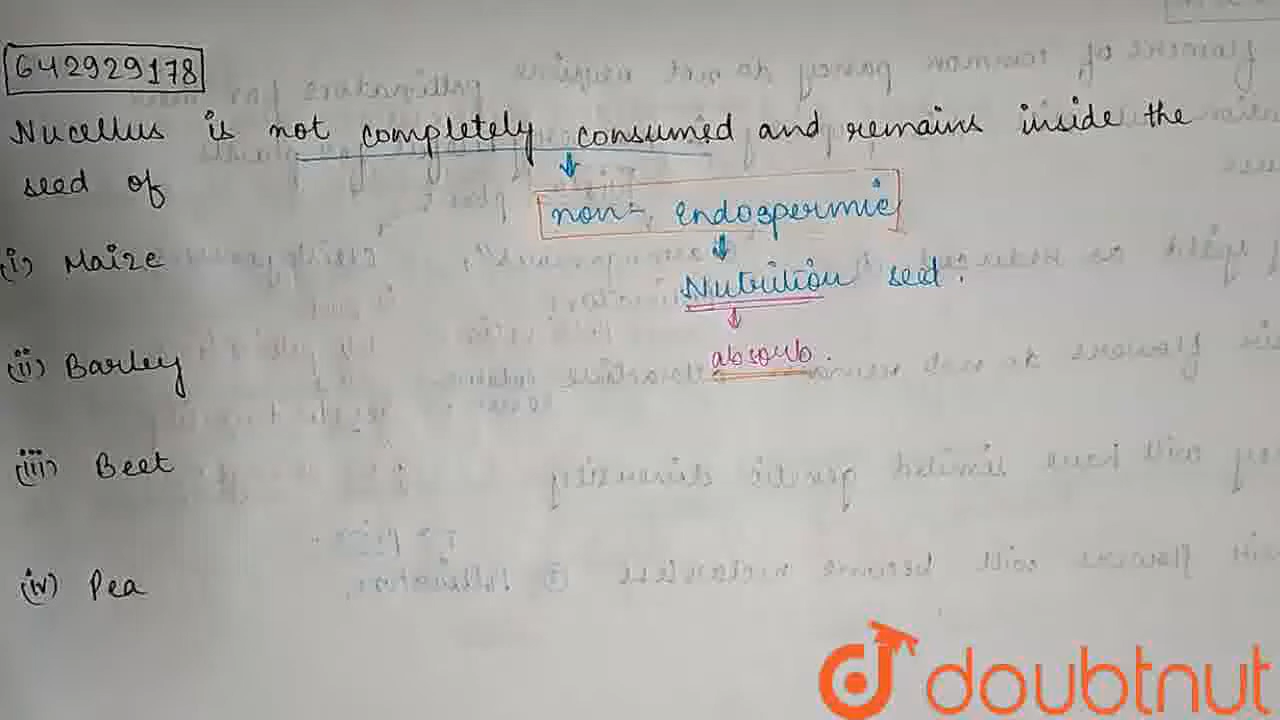 642929178
Nucellus is not completely consumed and remains inside the
seed of
non-endospermic
(i) Maize
Nutrition seed.
absorb.
(ii) Barley
(iii) Beet
(iv) Pea
doubtnut